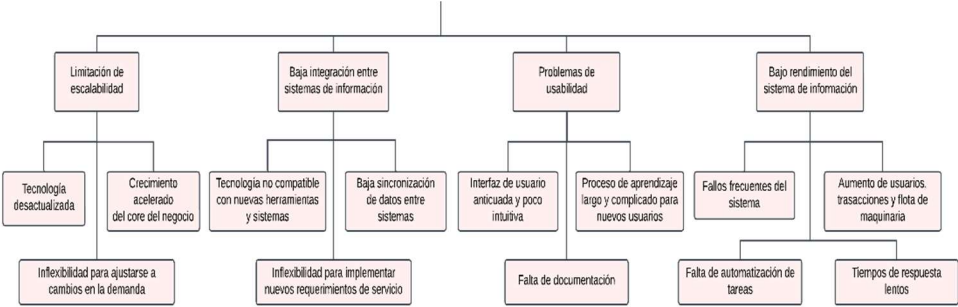 Limitación de
escalabilidad
Baja integración entre
sistemas de información
Problemas de
usabilidad
Bajo rendimiento del
sistema de información
Tecnología
desactualizada
Crecimiento
acelerado
del core del negocio
Tecnología no compatible
con nuevas herramientas
y sistemas
Baja sincronización
de datos entre
sistemas
Interfaz de usuario
anticuada y poco
intuitiva
Proceso de aprendizaje
largo y complicado para
nuevos usuarios
Fallos frecuentes del
sistema
Aumento de usuarios,
trasacciones y flota de
maquinaria
Inflexibilidad para ajustarse a
cambios en la demanda
Inflexibilidad para implementar
nuevos requerimientos de servicio
Falta de documentación
Falta de automatización de
tareas
Tiempos de respuesta
lentos